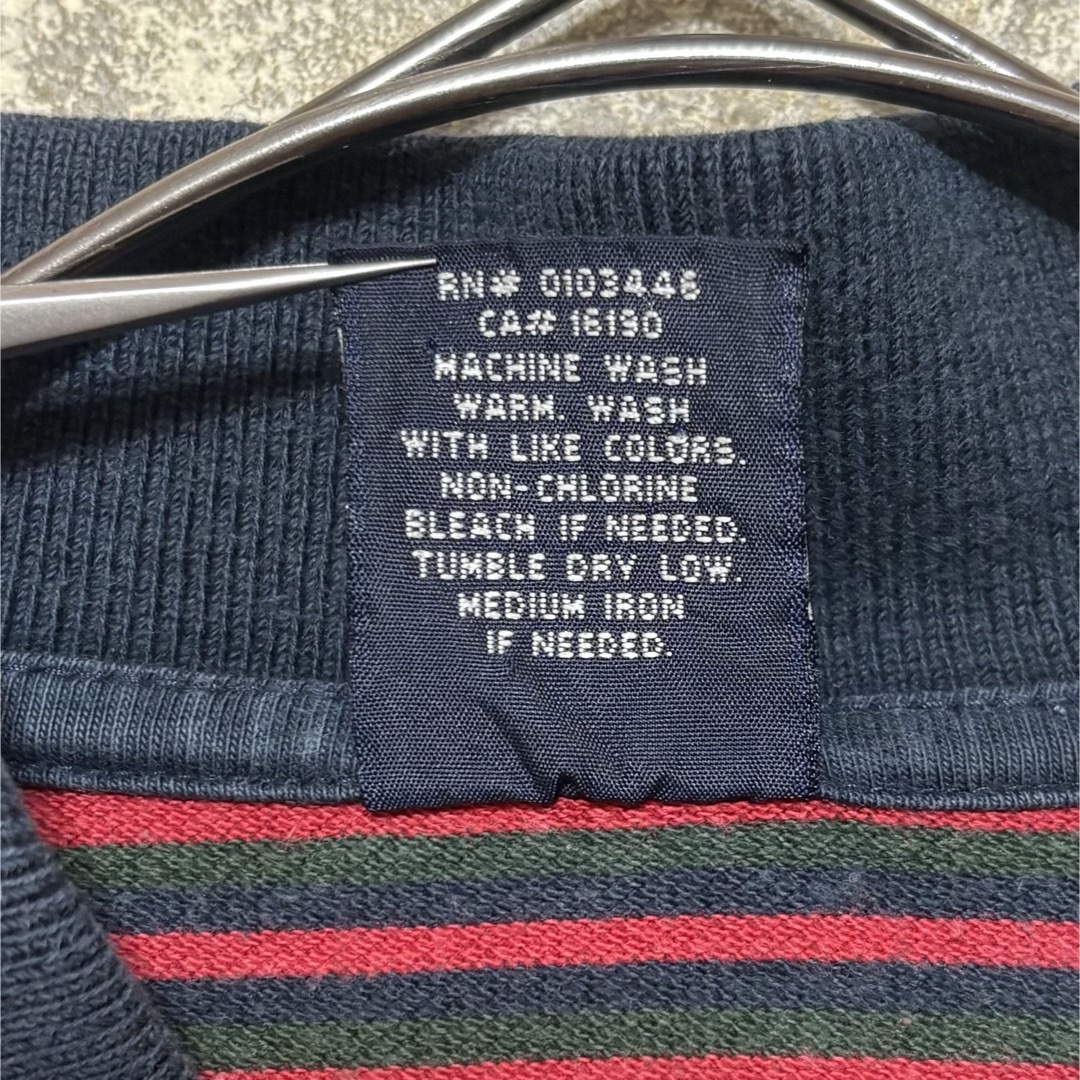 RN# 0103446
CA# 16190
MACHINE WASH
WARM. WASH
WITH LIKE COLORS.
NON-CHLORINE
BLEACH IF NEEDED.
TUMBLE DRY LOW.
MEDIUM IRON
IF NEEDED.